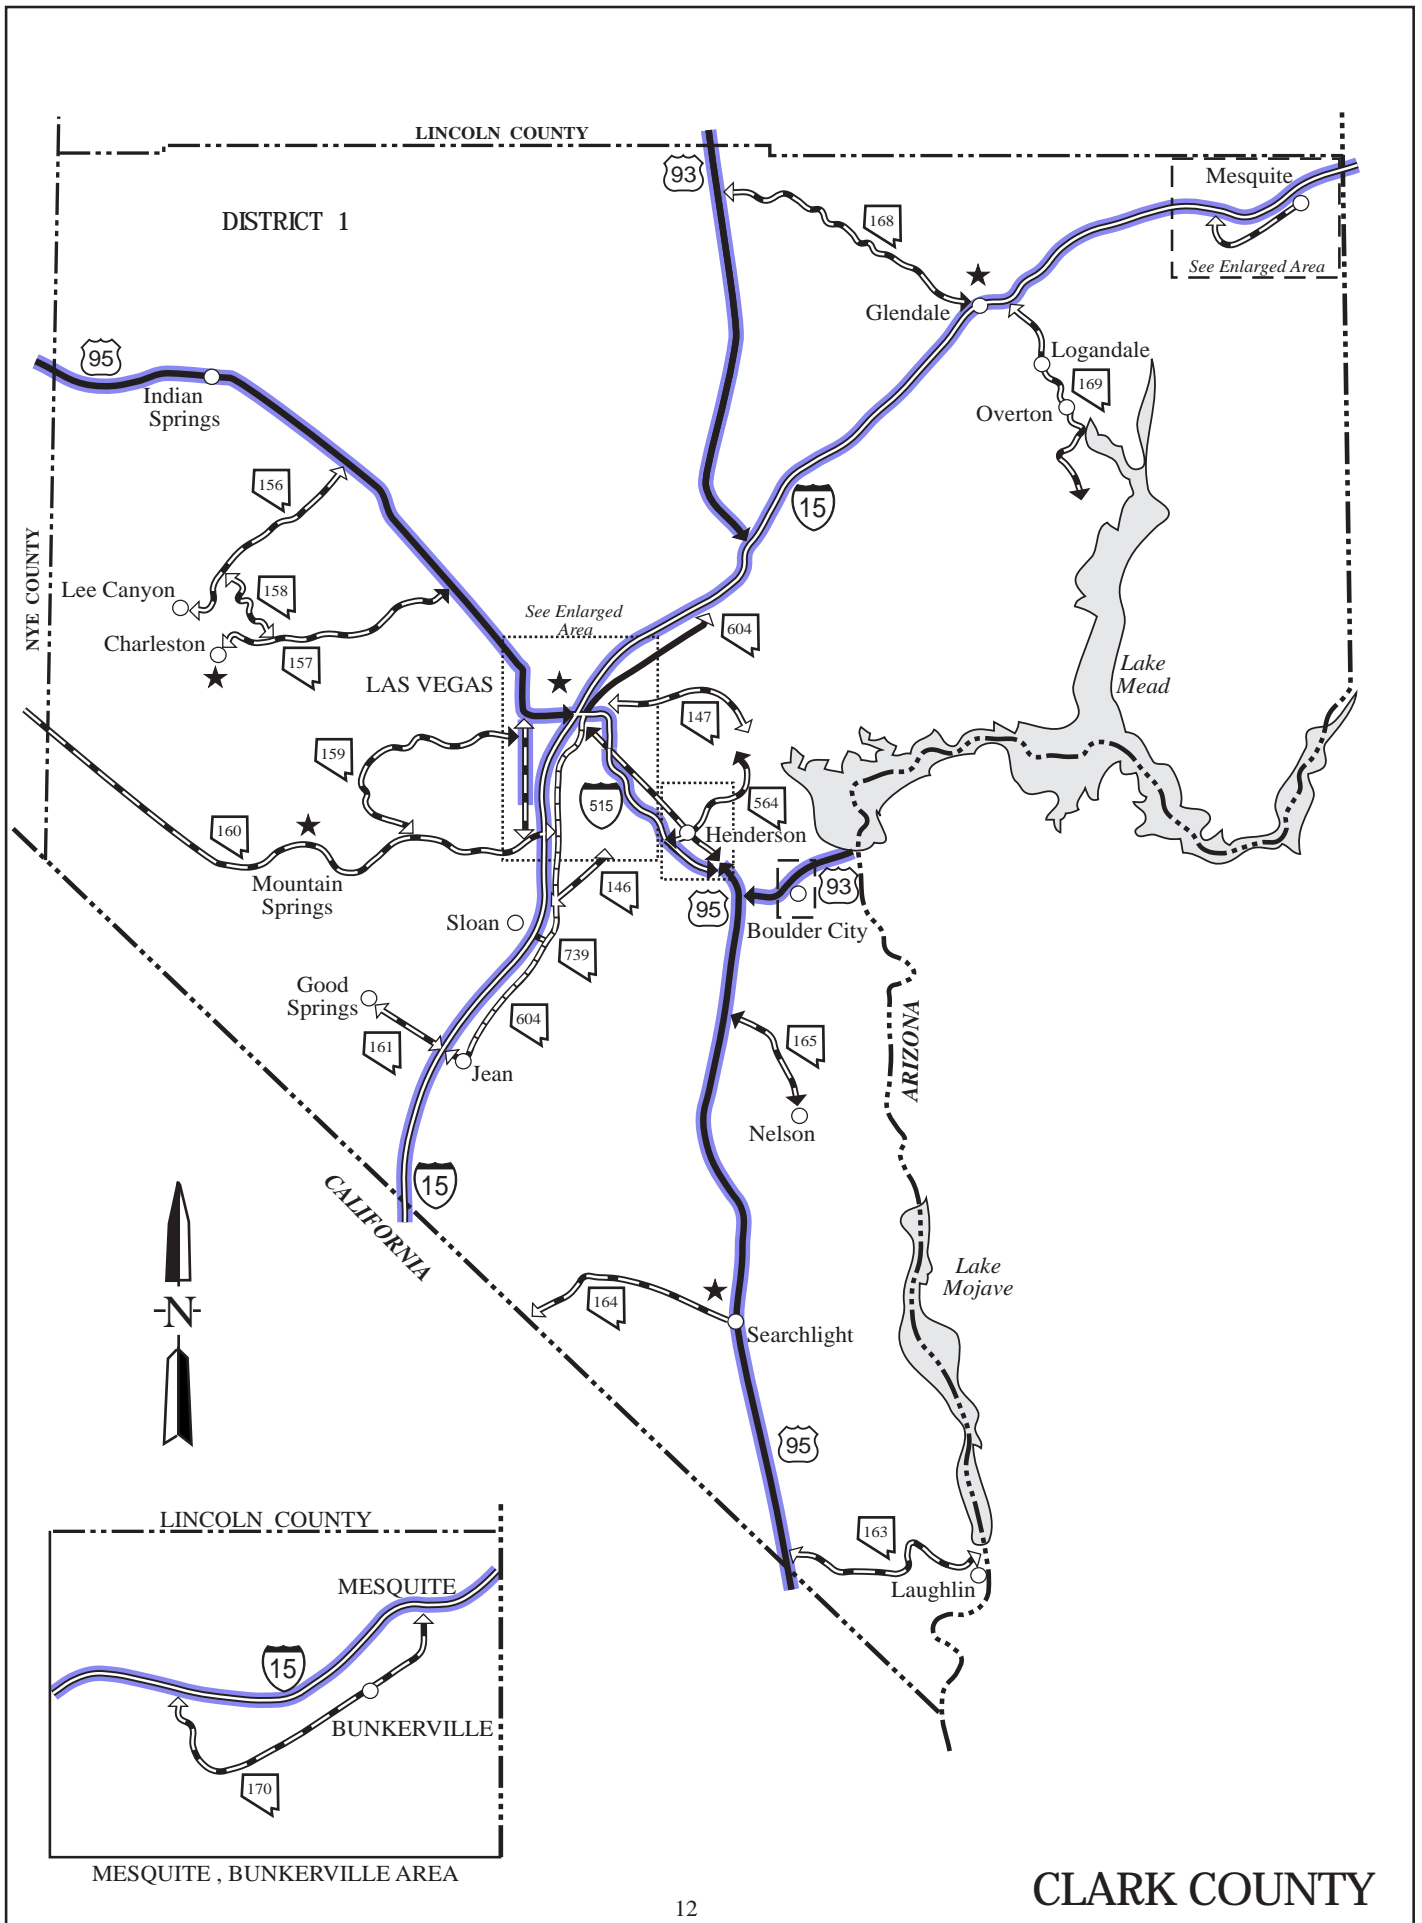 LINCOLN COUNTY
93
Mesquite
DISTRICT 1
168
See Enlarged Area
Glendale
95
Logandale
Indian
Springs
169
Overton
156
15
NYE COUNTY
Lee Canyon
158
See Enlarged
Area
604
Charleston
157
Lake
Mead
LAS VEGAS
147
159
515
564
160
Henderson
Mountain
Springs
146
95
93
Sloan
Boulder City
739
Good
Springs
604
161
165
ARIZONA
Jean
Nelson
15
CALIFORNIA
Lake
Mojave
N
164
Searchlight
95
LINCOLN COUNTY
163
MESQUITE
Laughlin
15
BUNKERVILLE
170
MESQUITE , BUNKERVILLE AREA
CLARK COUNTY
12